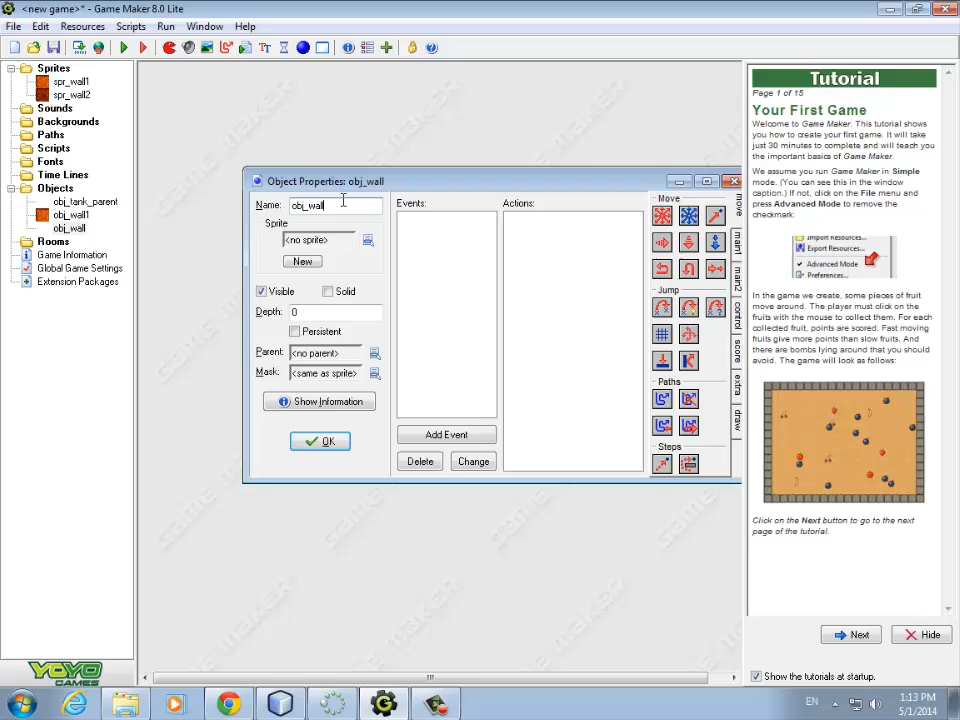 <new game>* - Game Maker 8.0 Lite
File Edit Resources Scripts Run Window Help
Sprites
spr_wall1
spr_wall2
Sounds
Backgrounds
Paths
Scripts
Fonts
Time Lines
Objects
obj_tank_parent
obj_wall1
obj_wall
Rooms
Game Information
Global Game Settings
Extension Packages
YOYO
GAMES
Object Properties: obj_wall
Name: obj_wall
Sprite
<no sprite>
New
Visible Solid
Depth: 0
Persistent
Parent: <no parent>
Mask: <same as sprite>
Show Information
OK
Events:
Add Event
Delete Change
Actions:
Move
Jump
Paths
Steps
move
main1
main2
control
score
extra
draw
Tutorial
Page 1 of 15
Your First Game
Welcome to Game Maker. This tutorial shows
you how to create your first game. It will take
just 30 minutes to complete and will teach you
the important basics of Game Maker.
We assume you run Game Maker in Simple
mode. (You can see this in the window
caption.) If not, click on the File menu and
press Advanced Mode to remove the
checkmark:
Import Resources...
Export Resources...
Advanced Mode
Preferences...
In the game we create, some pieces of fruit
move around. The player must click on the
fruits with the mouse to collect them. For each
collected fruit, points are scored. Fast moving
fruits give more points than slow fruits. And
there are bombs lying around that you should
avoid. The game will look as follows:
Click on the Next button to go to the next
page of the tutorial.
Next Hide
Show the tutorials at startup.
EN
1:13 PM
5/1/2014